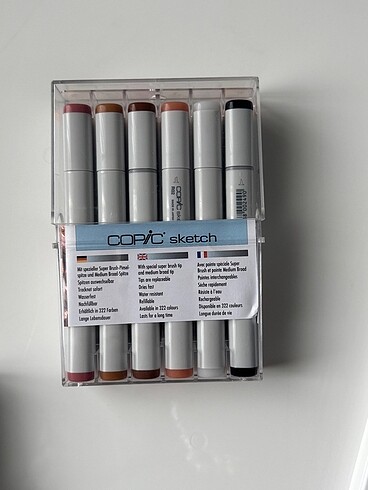 COPIC sketch
Mit spezieller Super Brush-Pinsel-
spitze und Medium Broad-Spitze
Spitzen auswechselbar
Trocknet sofort
Wasserfest
Nachfüllbar
Erhältlich in 322 Farben
Lange Lebensdauer
With special super brush tip
and medium broad tip
Tips are replaceable
Dries fast
Water resistant
Refillable
Available in 322 colours
Lasts for a long time
Avec pointe spéciale Super
Brush et pointe Medium Broad
Pointes interchangeables
Sèche rapidement
Résiste à l'eau
Rechargeable
Disponible en 322 couleurs
Longue durée de vie